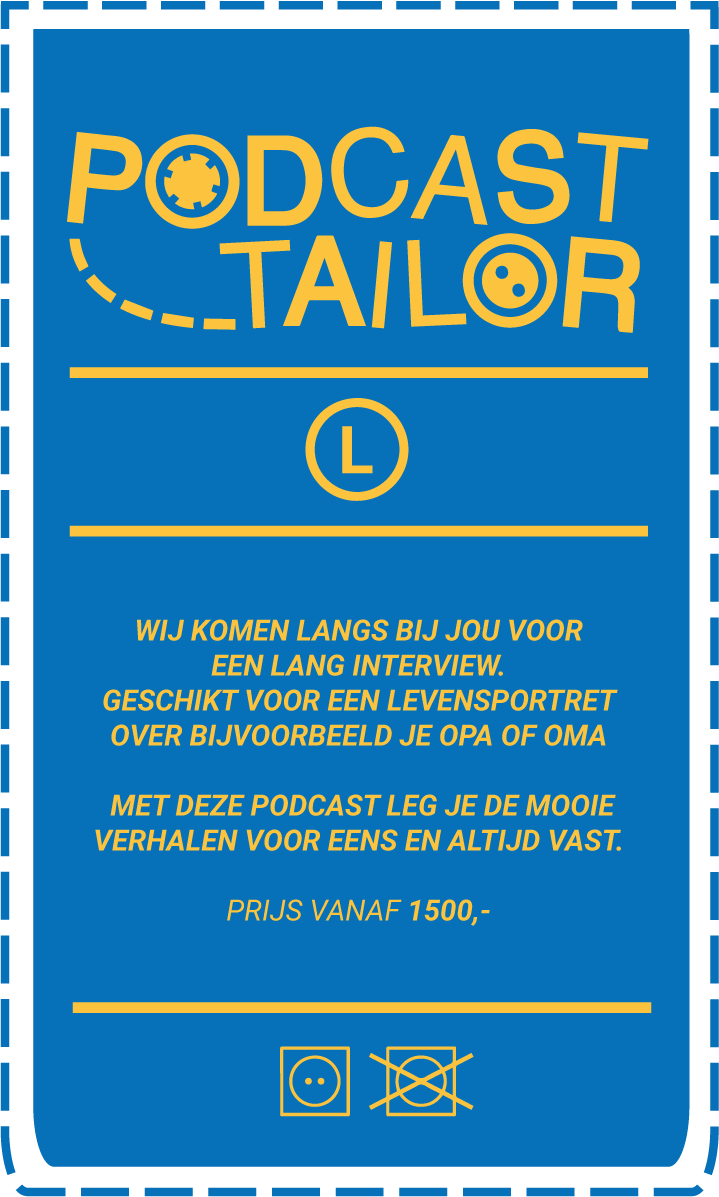 PODCAST
TAILOR
L
WIJ KOMEN LANGS BIJ JOU VOOR
EEN LANG INTERVIEW.
GESCHIKT VOOR EEN LEVENSPORTRET
OVER BIJVOORBEELD JE OPA OF OMA
MET DEZE PODCAST LEG JE DE MOOIE
VERHALEN VOOR EENS EN ALTIJD VAST.
PRIJS VANAF 1500,-